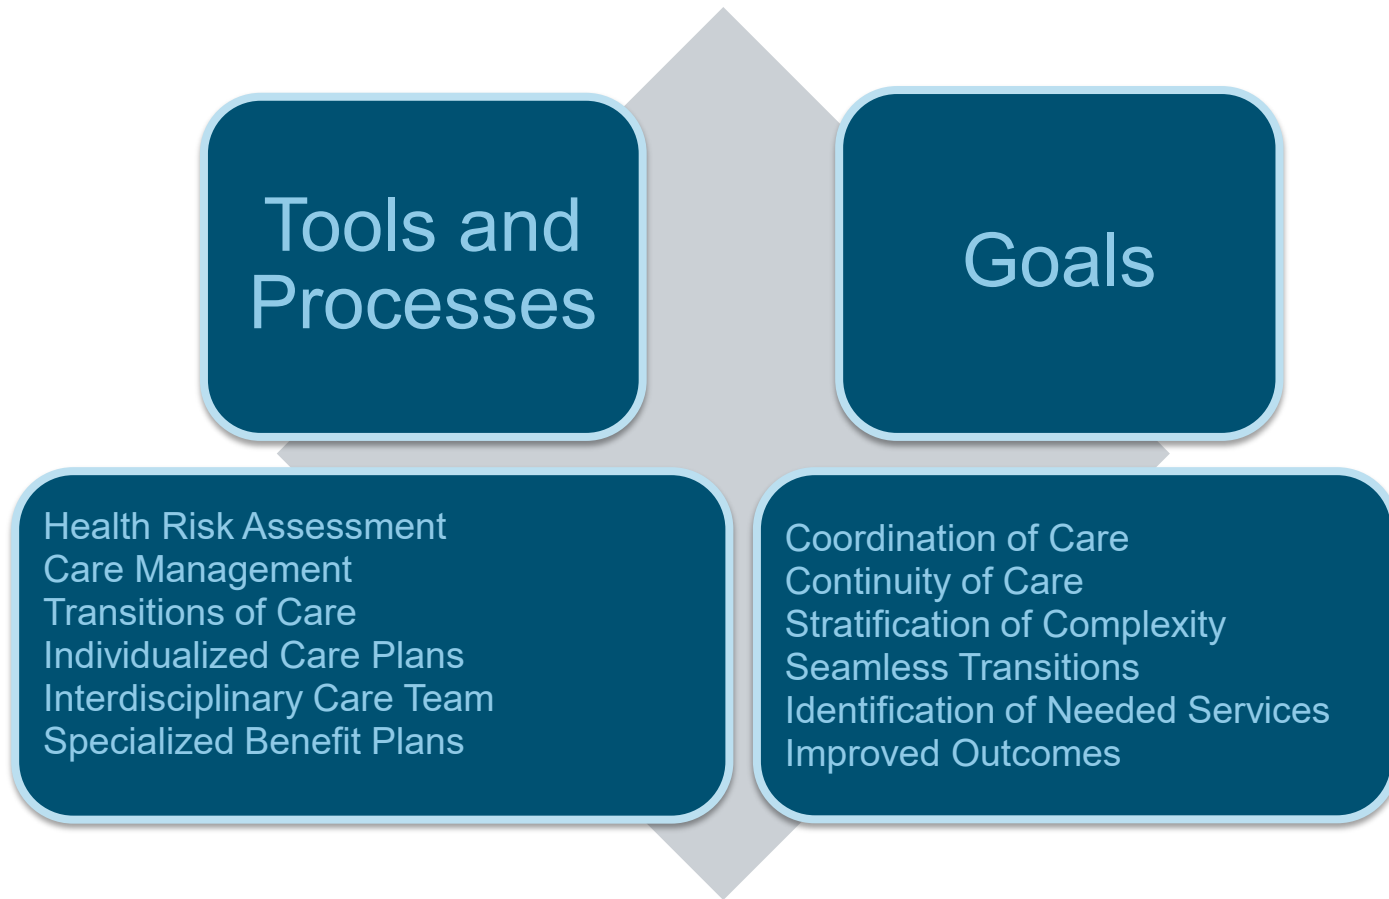 Tools and
Processes
Goals
Health Risk Assessment
Care Management
Transitions of Care
Individualized Care Plans
Interdisciplinary Care Team
Specialized Benefit Plans
Coordination of Care
Continuity of Care
Stratification of Complexity
Seamless Transitions
Identification of Needed Services
Improved Outcomes